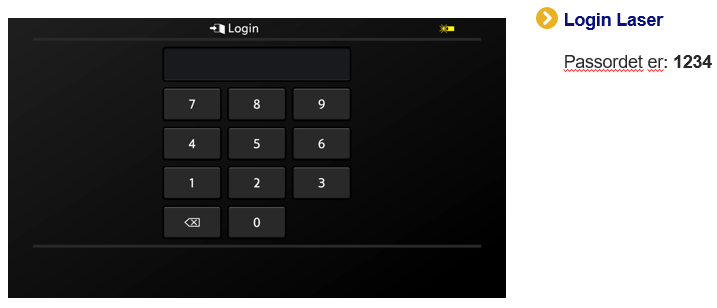 Login
7 8 9
4 5 6
1 2 3
0
Login Laser
Passordet er: 1234